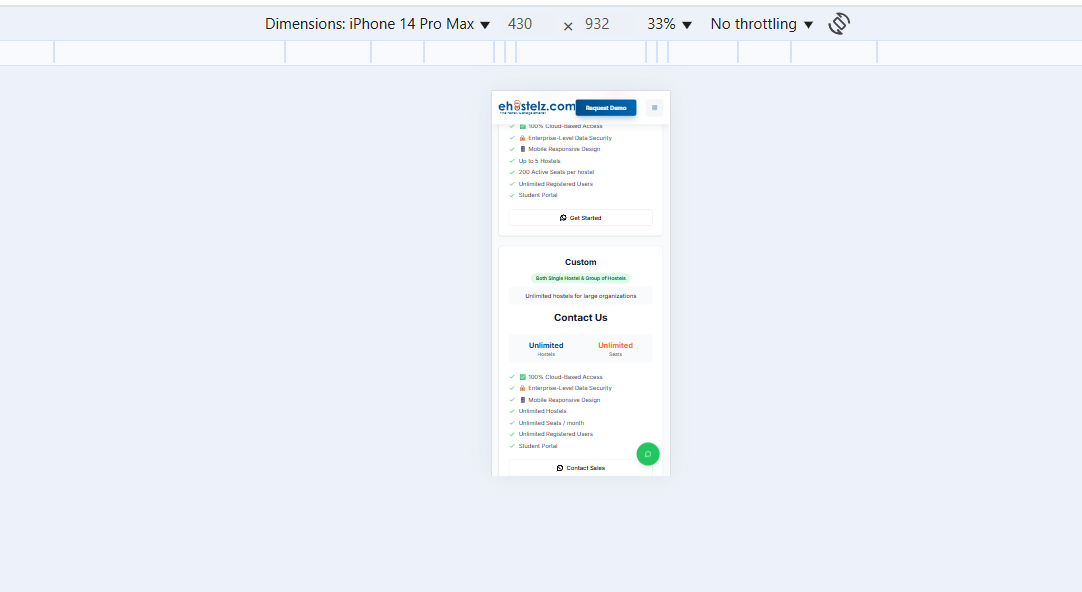 Dimensions: iPhone 14 Pro Max ▼ 430 × 932 33% ▼ No throttling ▼
ehostelz.com Request Demo
100% Cloud-Based Access
Enterprise-Level Data Security
Mobile Responsive Design
Up to 5 Hostels
200 Active Seats per hostel
Unlimited Registered Users
Student Portal
Get Started
Custom
Both Single Hostel & Group of Hostels
Unlimited hostels for large organizations
Contact Us
Unlimited Unlimited
Hostels Seats
100% Cloud-Based Access
Enterprise-Level Data Security
Mobile Responsive Design
Unlimited Hostels
Unlimited Seats / month
Unlimited Registered Users
Student Portal
Contact Sales